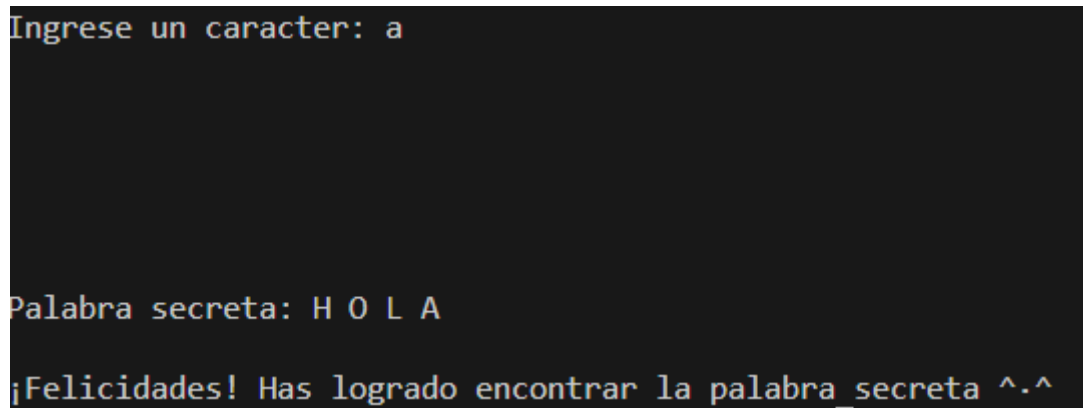 Ingrese un caracter: a
Palabra secreta: H O L A
¡Felicidades! Has logrado encontrar la palabra_secreta ^.^